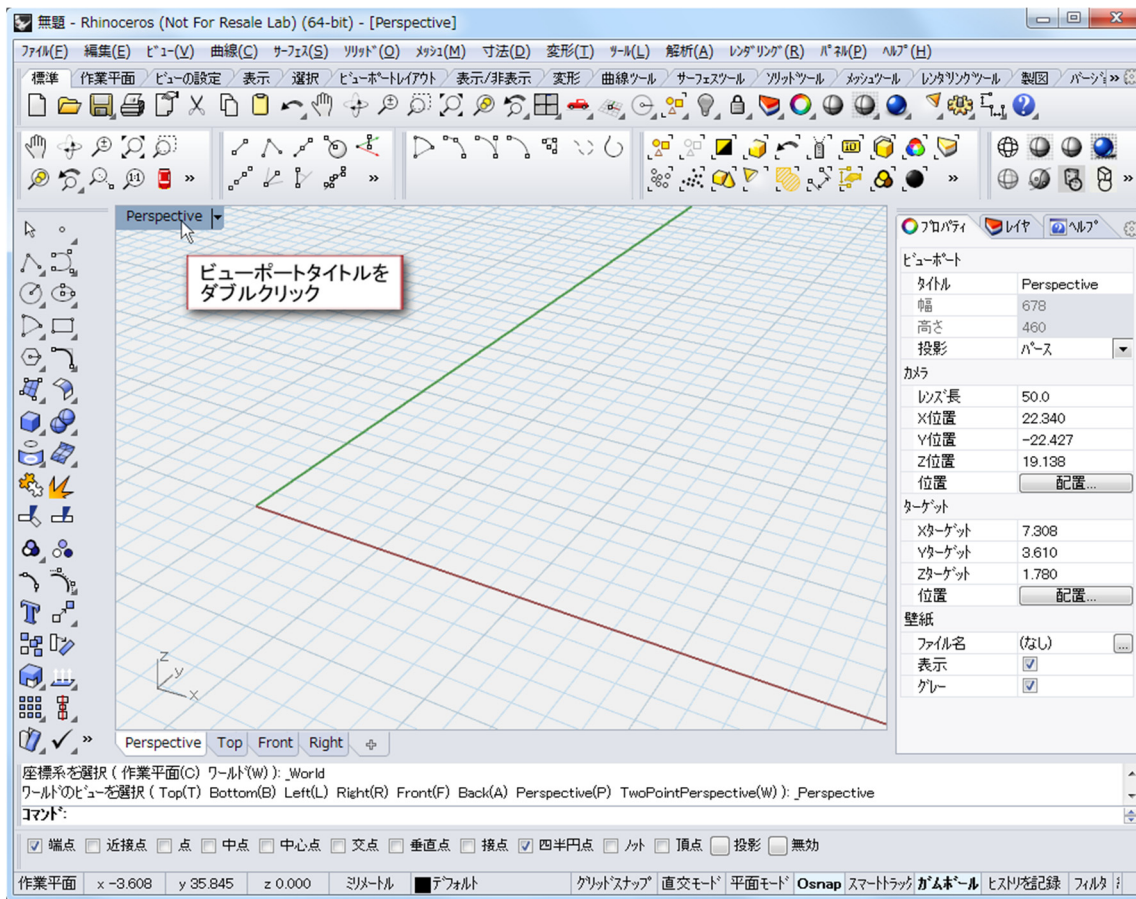 無題 - Rhinoceros (Not For Resale Lab) (64-bit) - [Perspective]
ファイル(F) 編集(E) ビュー(V) 曲線(C) サーフェス(S) ソリッド(O) メッシュ(M) 寸法(D) 変形(T) ツール(L) 解析(A) レンダリング(R) パネル(P) ヘルプ(H)
標準 作業平面 ビューの設定 表示 選択 ビューポートレイアウト 表示/非表示 変形 曲線ツール サーフェスツール ソリッドツール メッシュツール レンダリングツール 製図 バージョ »
Perspective
ビューポートタイトルを
ダブルクリック
プロパティ レイヤ ヘルプ
ビューポート
タイトル Perspective
幅 678
高さ 460
投影 パース
カメラ
レンズ長 50.0
X位置 22.340
Y位置 -22.427
Z位置 19.138
位置 配置...
ターゲット
Xターゲット 7.308
Yターゲット 3.610
Zターゲット 1.780
位置 配置...
壁紙
ファイル名 (なし) ...
表示
グレー
z
y
x
Perspective Top Front Right
座標系を選択 ( 作業平面(C) ワールド(W) ): _World
ワールドのビューを選択 ( Top(T) Bottom(B) Left(L) Right(R) Front(F) Back(A) Perspective(P) TwoPointPerspective(W) ): _Perspective
コマンド:
端点 近接点 点 中点 中心点 交点 垂直点 接点 四半円点 ノット 頂点 投影 無効
作業平面 x -3.608 y 35.845 z 0.000 ミリメートル デフォルト グリッドスナップ 直交モード 平面モード Osnap スマートトラック ガムボール ヒストリを記録 フィルタ